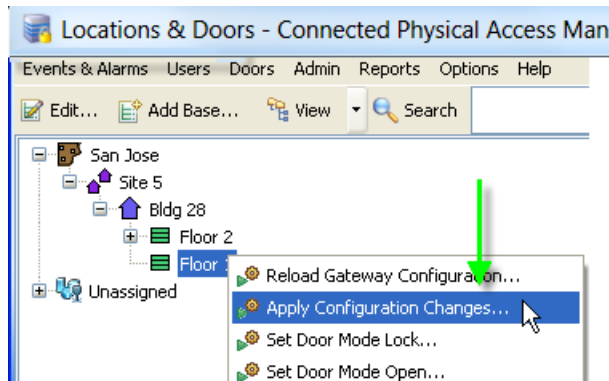 Locations & Doors - Connected Physical Access Man
Events & Alarms Users Doors Admin Reports Options Help
Edit... Add Base... View Search
San Jose
Site 5
Bldg 28
Floor 2
Floor
Unassigned
Reload Gateway Configuration...
Apply Configuration Changes...
Set Door Mode Lock...
Set Door Mode Open...